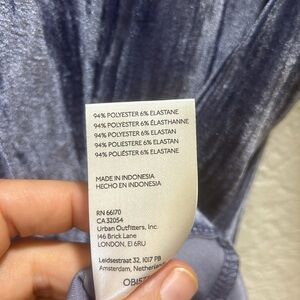 94% POLYESTER 6% ELASTANE
94% POLYESTER 6% ÉLASTHANNE
94% POLYESTER 6% ELASTAN
94% POLIESTERE 6% ELASTAN
94% POLIÉSTER 6% ELASTANE
MADE IN INDONESIA
HECHO EN INDONESIA
RN 66170
CA 32054
Urban Outfitters, Inc.
146 Brick Lane
LONDON, E1 6RU
Leidsestraat 32, 1017 PB
Amsterdam, Netherlands